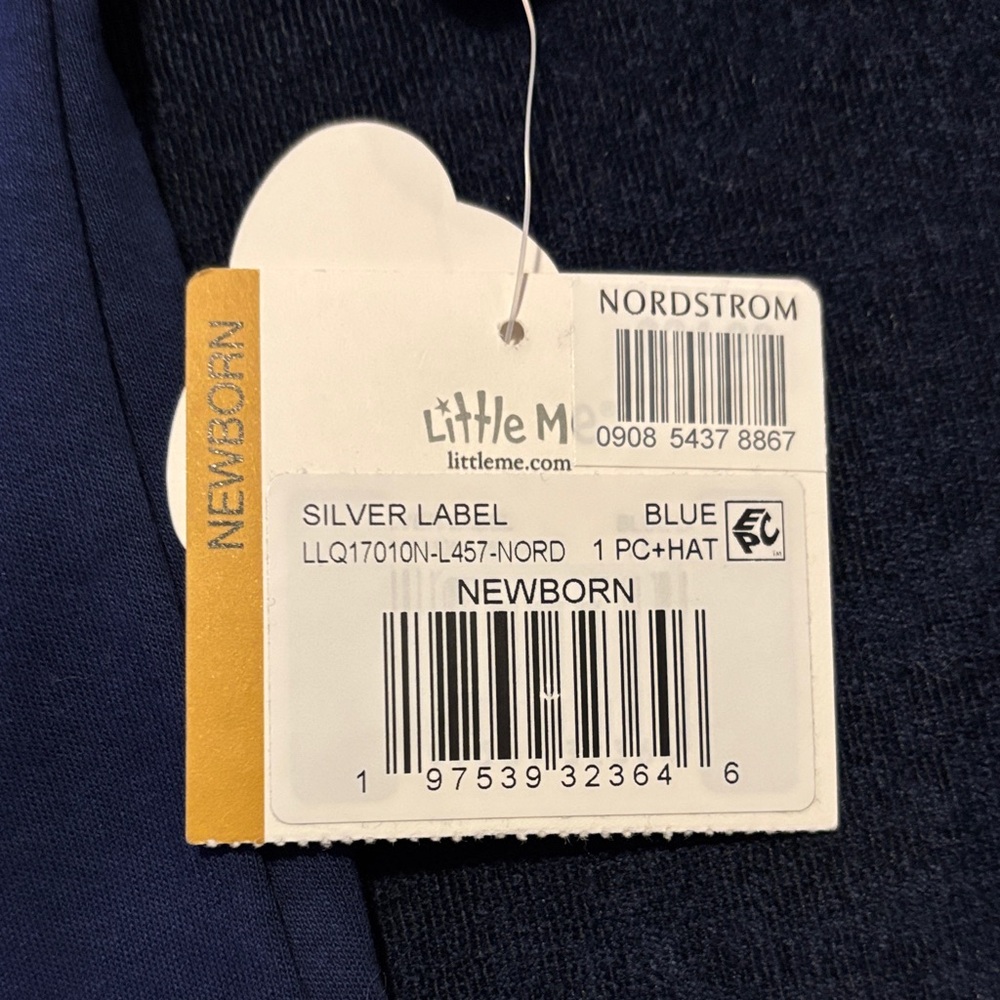 NEWBORN
NORDSTROM
0908 5437 8867
Little Me
littleme.com
SILVER LABEL BLUE
LLQ17010N-L457-NORD 1 PC+HAT
EPC
NEWBORN
1 97539 32364 6